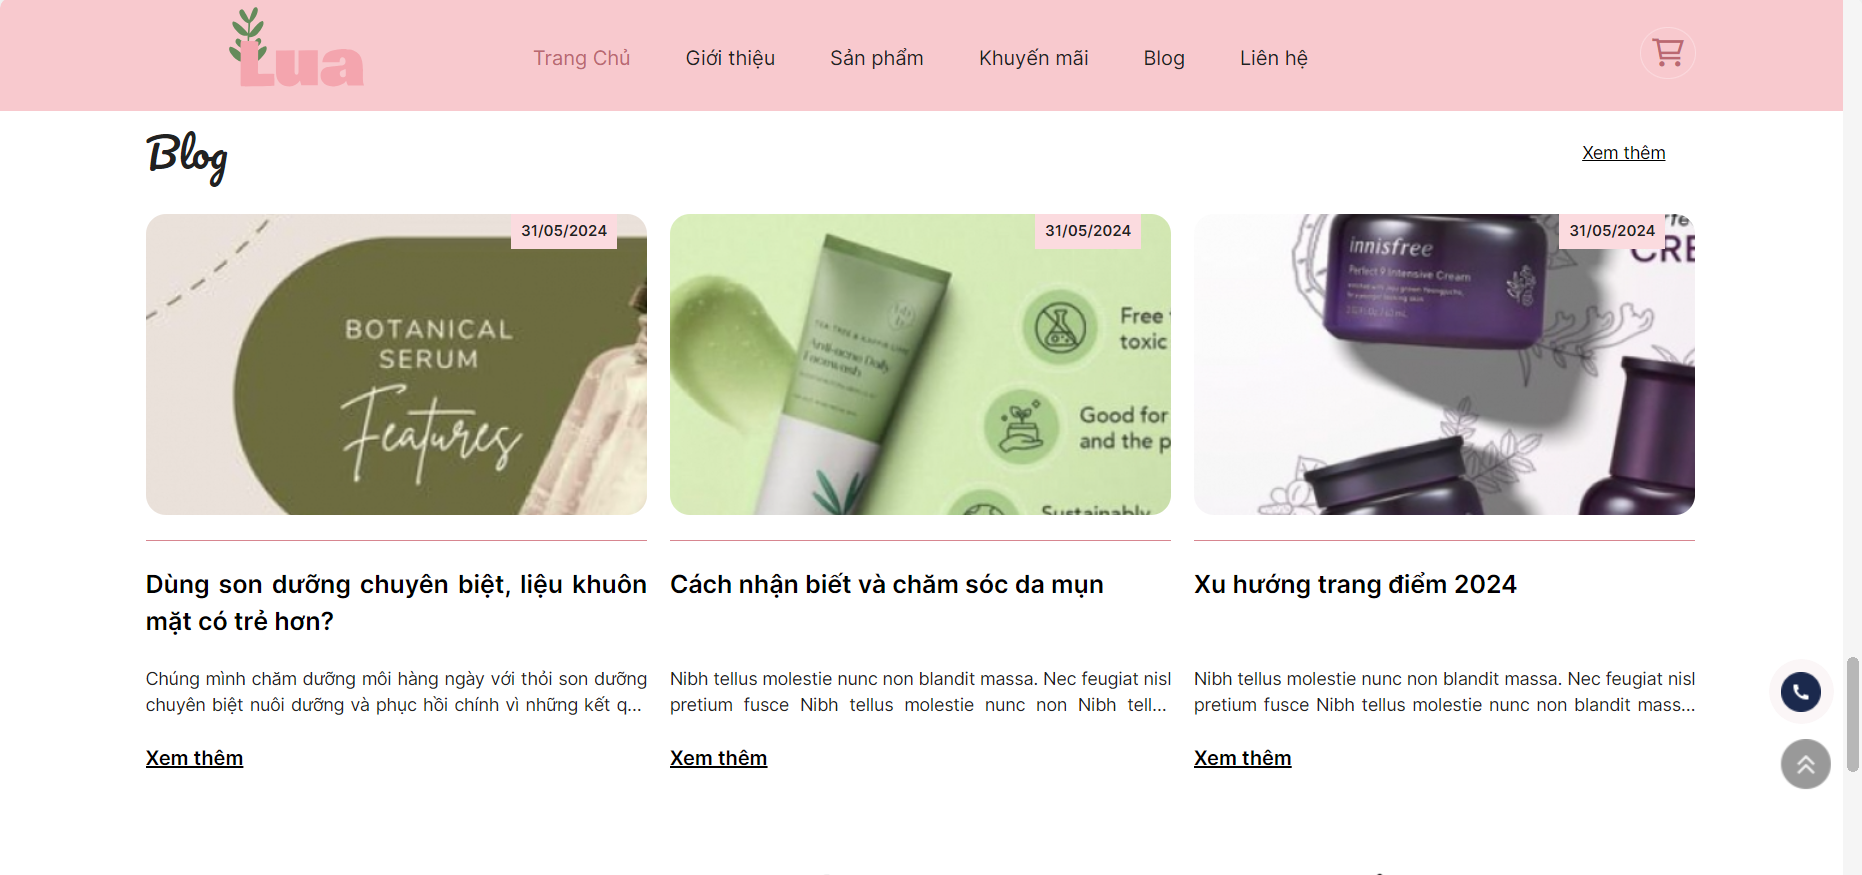 Lua
Trang Chủ
Giới thiệu
Sản phẩm
Khuyến mãi
Blog
Liên hệ
Blog
Xem thêm
31/05/2024
BOTANICAL
SERUM
Features
31/05/2024
TEA TREE &
Anti-acne Daily
Facewash
Free
toxic
Good for
and the p
Sustainably
31/05/2024
CRE
innisfree
Perfect 9 Intensive Cream
Dùng son dưỡng chuyên biệt, liệu khuôn
mặt có trẻ hơn?
Chúng mình chăm dưỡng môi hàng ngày với thỏi son dưỡng
chuyên biệt nuôi dưỡng và phục hồi chính vì những kết q...
Xem thêm
Cách nhận biết và chăm sóc da mụn
Nibh tellus molestie nunc non blandit massa. Nec feugiat nisl
pretium fusce Nibh tellus molestie nunc non Nibh tell...
Xem thêm
Xu hướng trang điểm 2024
Nibh tellus molestie nunc non blandit massa. Nec feugiat nisl
pretium fusce Nibh tellus molestie nunc non blandit mass...
Xem thêm